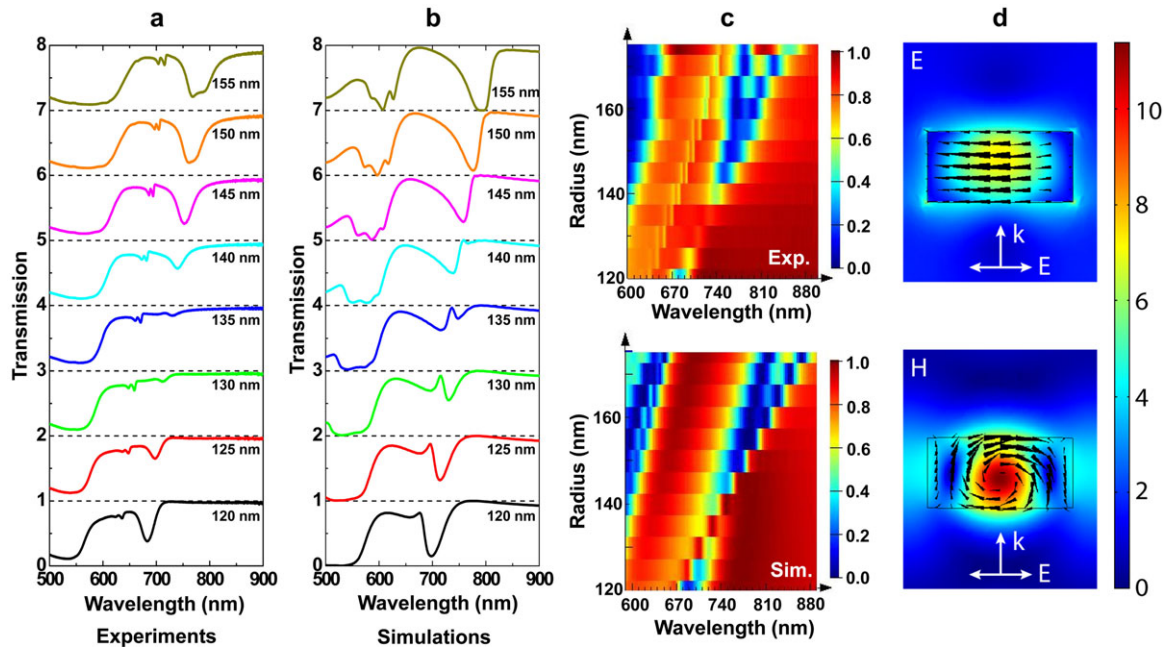 a
b
c
d
8
7
6
5
4
3
2
1
0
Transmission
155 nm
150 nm
145 nm
140 nm
135 nm
130 nm
125 nm
120 nm
500 600 700 800 900
Wavelength (nm)
Experiments
8
7
6
5
4
3
2
1
0
Transmission
155 nm
150 nm
145 nm
140 nm
135 nm
130 nm
125 nm
120 nm
500 600 700 800 900
Wavelength (nm)
Simulations
Radius (nm)
160
140
120
Exp.
600 670 740 810 880
Wavelength (nm)
1.0
0.8
0.6
0.4
0.2
0.0
Radius (nm)
160
140
120
Sim.
600 670 740 810 880
Wavelength (nm)
1.0
0.8
0.6
0.4
0.2
0.0
E
k
E
H
k
E
10
8
6
4
2
0